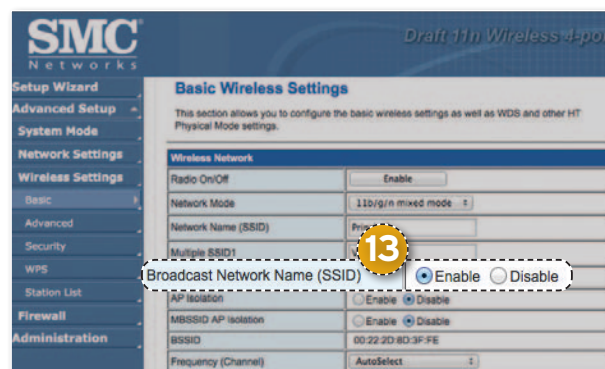 SMC
Networks
Draft 11n Wireless 4-po
Setup Wizard
Advanced Setup
System Mode
Network Settings
Wireless Settings
Basic
Advanced
Security
WPS
Station List
Firewall
Administration
Basic Wireless Settings
This section allows you to configure the basic wireless settings as well as WDS and other HT
Physical Mode settings.
Wireless Network
Radio On/Off Enable
Network Mode 11b/g/n mixed mode
Network Name (SSID)
Multiple SSID1
13
Broadcast Network Name (SSID) Enable Disable
AP Isolation Enable Disable
MBSSID AP Isolation Enable Disable
BSSID 00:22:2D:8D:3F:FE
Frequency (Channel) AutoSelect